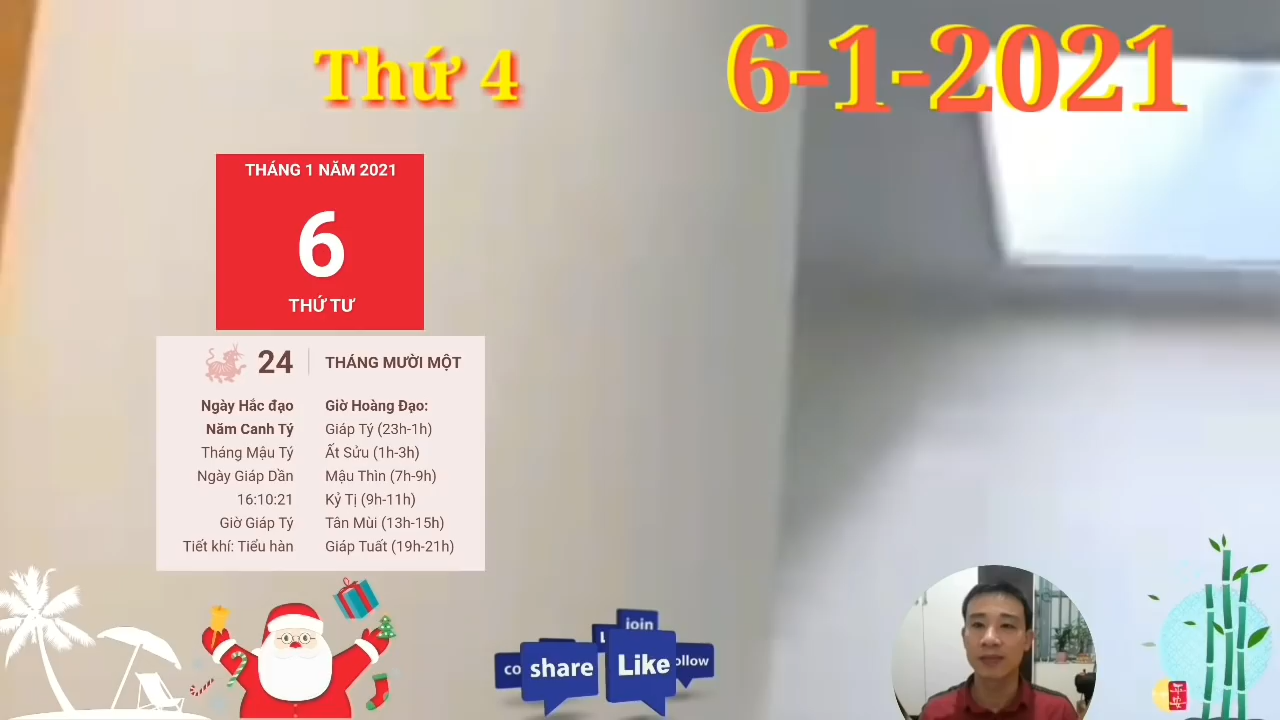 Thứ 4
6-1-2021
THÁNG 1 NĂM 2021
6
THỨ TƯ
24
THÁNG MƯỜI MỘT
Ngày Hắc đạo
Năm Canh Tý
Tháng Mậu Tý
Ngày Giáp Dần
16:10:21
Giờ Giáp Tý
Tiết khí: Tiểu hàn
Giờ Hoàng Đạo:
Giáp Tý (23h-1h)
Ất Sửu (1h-3h)
Mậu Thìn (7h-9h)
Kỷ Tị (9h-11h)
Tân Mùi (13h-15h)
Giáp Tuất (19h-21h)
join
share
Like